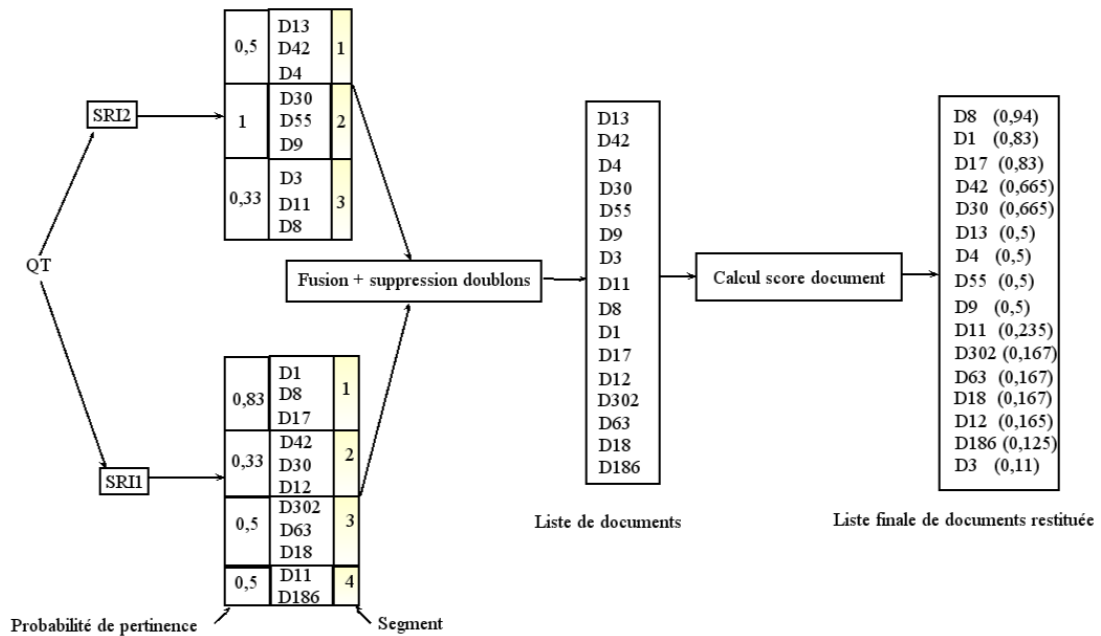 SRI2
0,5
D13
D42
D4
1
1
D30
D55
D9
2
0,33
D3
D11
D8
3
QT
SRI1
0,83
D1
D8
D17
1
0,33
D42
D30
D12
2
0,5
D302
D63
D18
3
0,5
D11
D186
4
Probabilité de pertinence
Segment
Fusion + suppression doublons
D13
D42
D4
D30
D55
D9
D3
D11
D8
D1
D17
D12
D302
D63
D18
D186
Liste de documents
Calcul score document
D8 (0,94)
D1 (0,83)
D17 (0,83)
D42 (0,665)
D30 (0,665)
D13 (0,5)
D4 (0,5)
D55 (0,5)
D9 (0,5)
D11 (0,235)
D302 (0,167)
D63 (0,167)
D18 (0,167)
D12 (0,165)
D186 (0,125)
D3 (0,11)
Liste finale de documents restituée